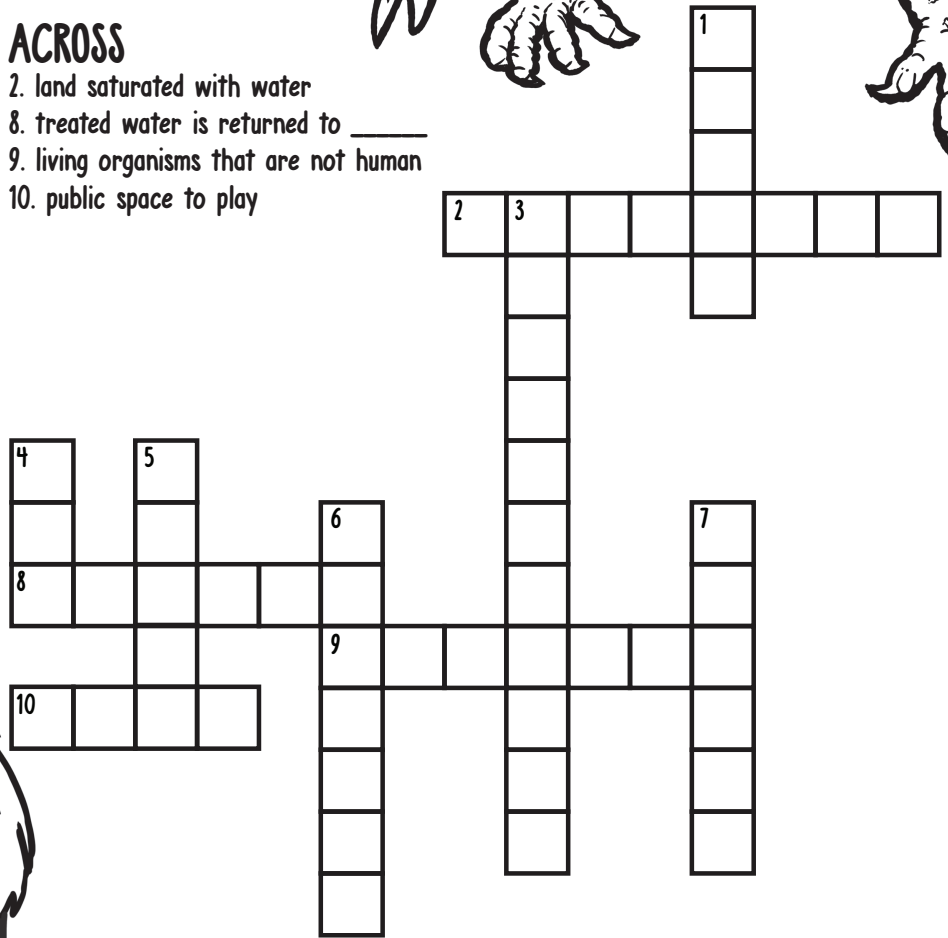 ACROSS
2. land saturated with water
8. treated water is returned to ______
9. living organisms that are not human
10. public space to play
1
2 3
4 5
6 7
8
9
10